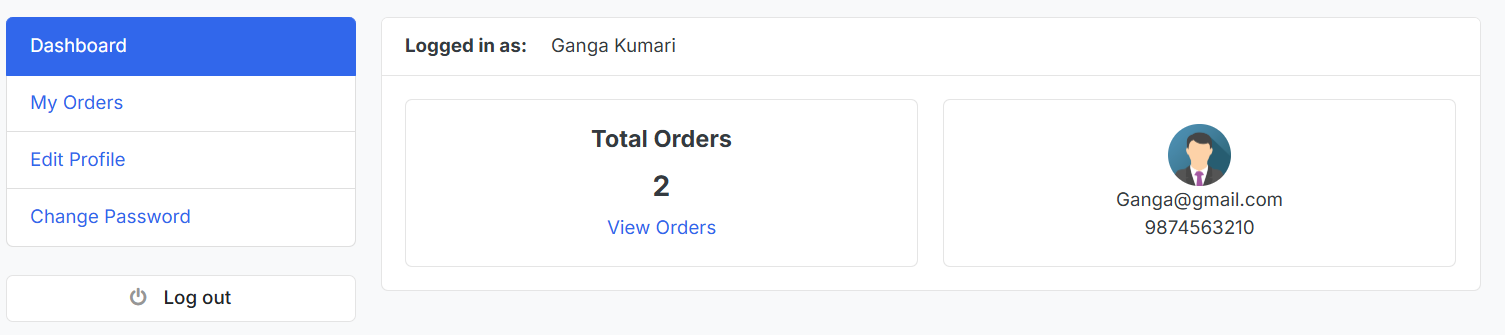 Dashboard
My Orders
Edit Profile
Change Password
Log out
Logged in as: Ganga Kumari
Total Orders
2
View Orders
Ganga@gmail.com
9874563210